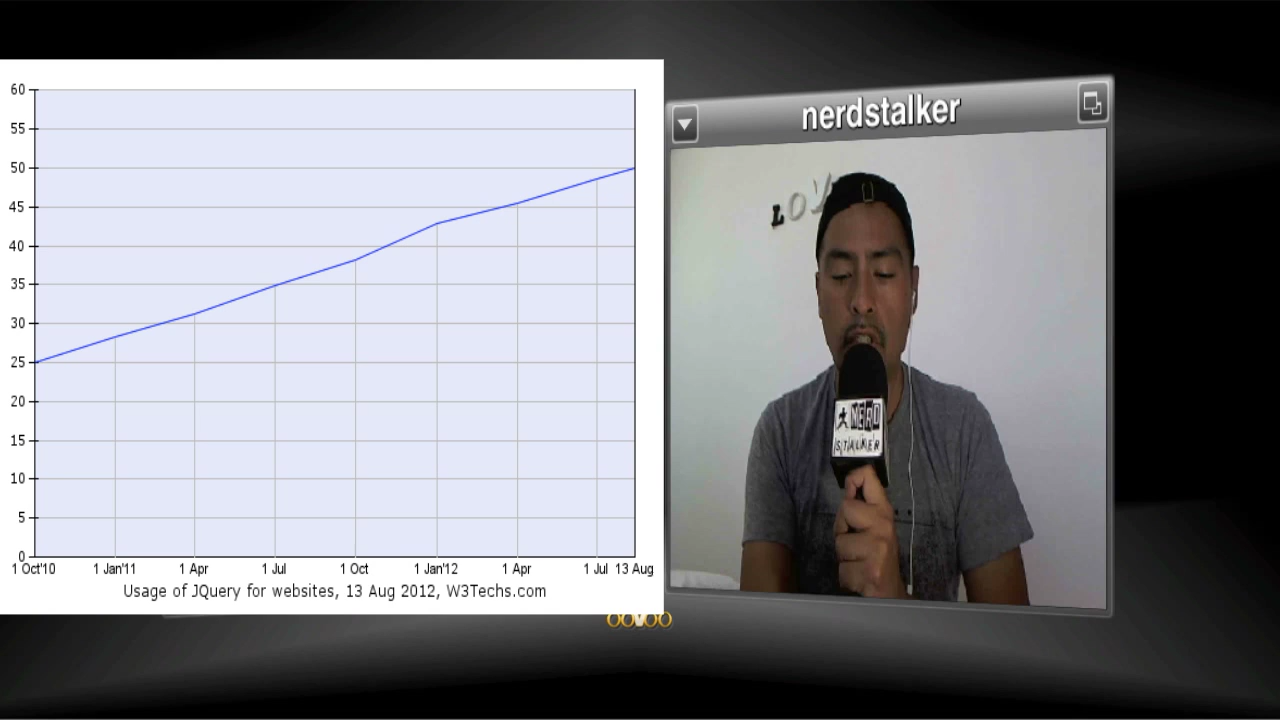 60
55
50
45
40
35
30
25
20
15
10
5
0
1 Oct'10 1 Jan'11 1 Apr 1 Jul 1 Oct 1 Jan'12 1 Apr 1 Jul 13 Aug
Usage of JQuery for websites, 13 Aug 2012, W3Techs.com
nerdstalker
LOV
NERD
STALKER
oovoo